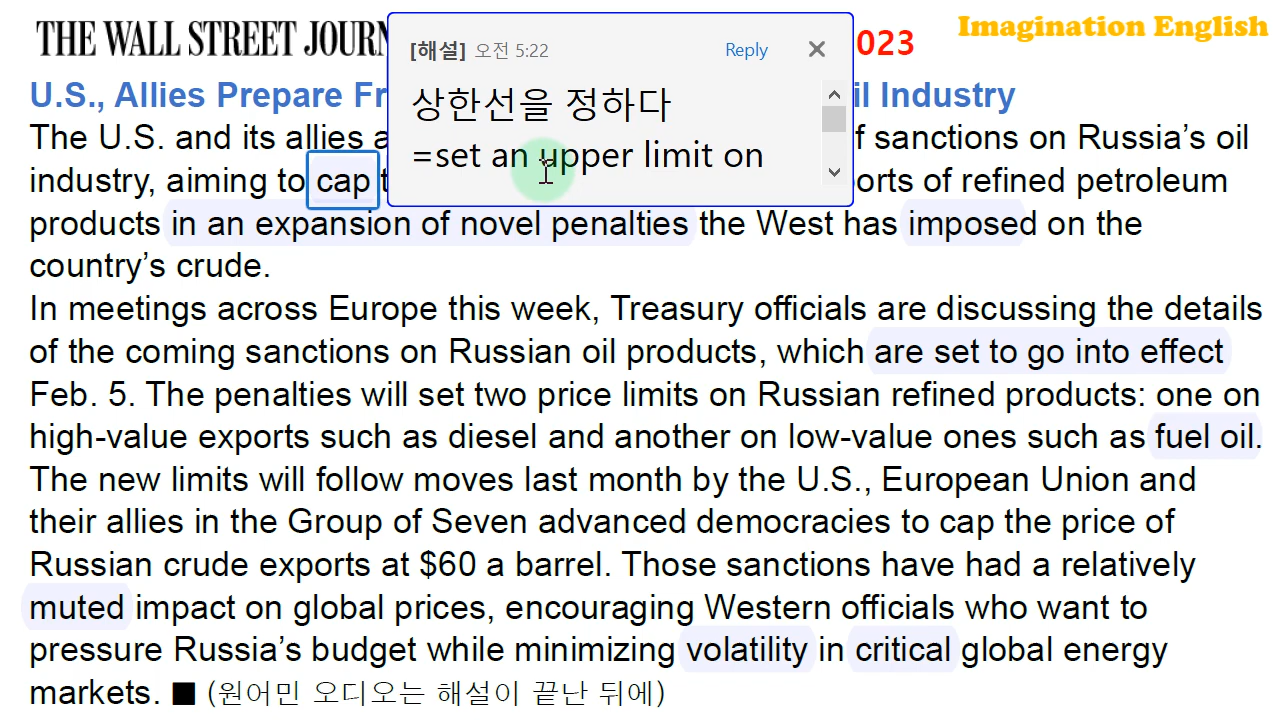 THE WALL STREET JOURN
023
Imagination English
[해설] 오전 5:22 Reply
상한선을 정하다
=set an upper limit on
U.S., Allies Prepare Fr il Industry
The U.S. and its allies a f sanctions on Russia's oil
industry, aiming to cap t orts of refined petroleum
products in an expansion of novel penalties the West has imposed on the
country's crude.
In meetings across Europe this week, Treasury officials are discussing the details
of the coming sanctions on Russian oil products, which are set to go into effect
Feb. 5. The penalties will set two price limits on Russian refined products: one on
high-value exports such as diesel and another on low-value ones such as fuel oil.
The new limits will follow moves last month by the U.S., European Union and
their allies in the Group of Seven advanced democracies to cap the price of
Russian crude exports at $60 a barrel. Those sanctions have had a relatively
muted impact on global prices, encouraging Western officials who want to
pressure Russia's budget while minimizing volatility in critical global energy
markets. ■ (원어민 오디오는 해설이 끝난 뒤에)